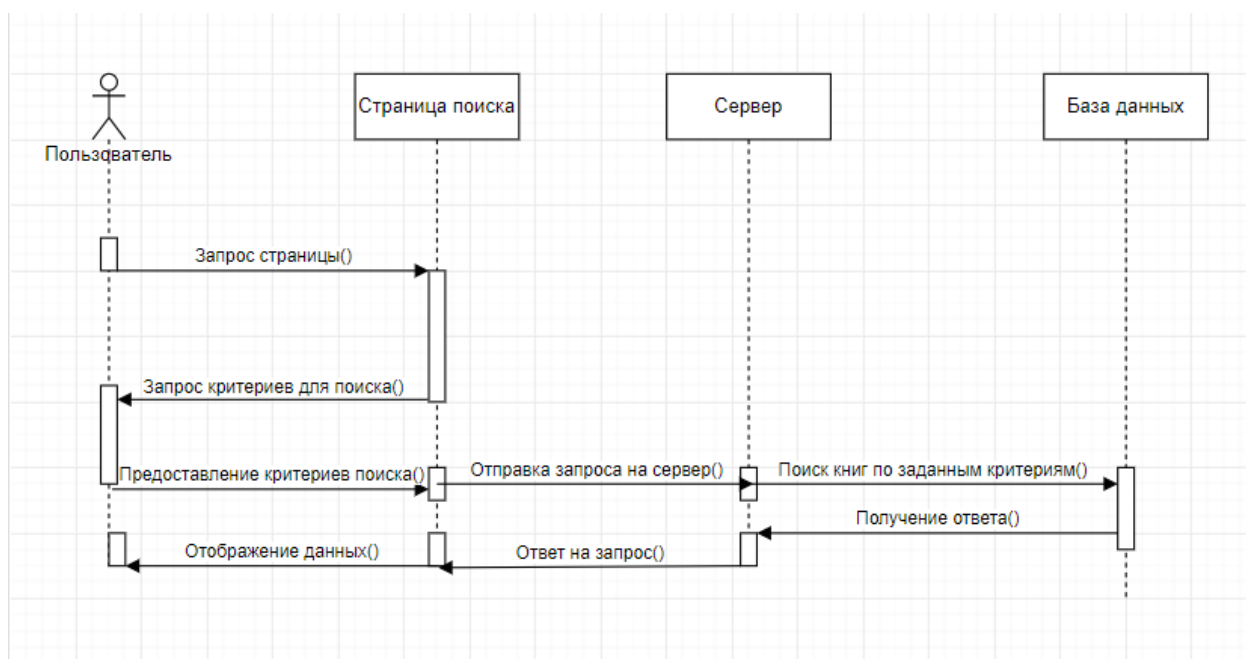 Страница поиска
Сервер
База данных
Пользователь
Запрос страницы()
Запрос критериев для поиска()
Предоставление критериев поиска()
Отправка запроса на сервер()
Поиск книг по заданным критериям()
Получение ответа()
Отображение данных()
Ответ на запрос()